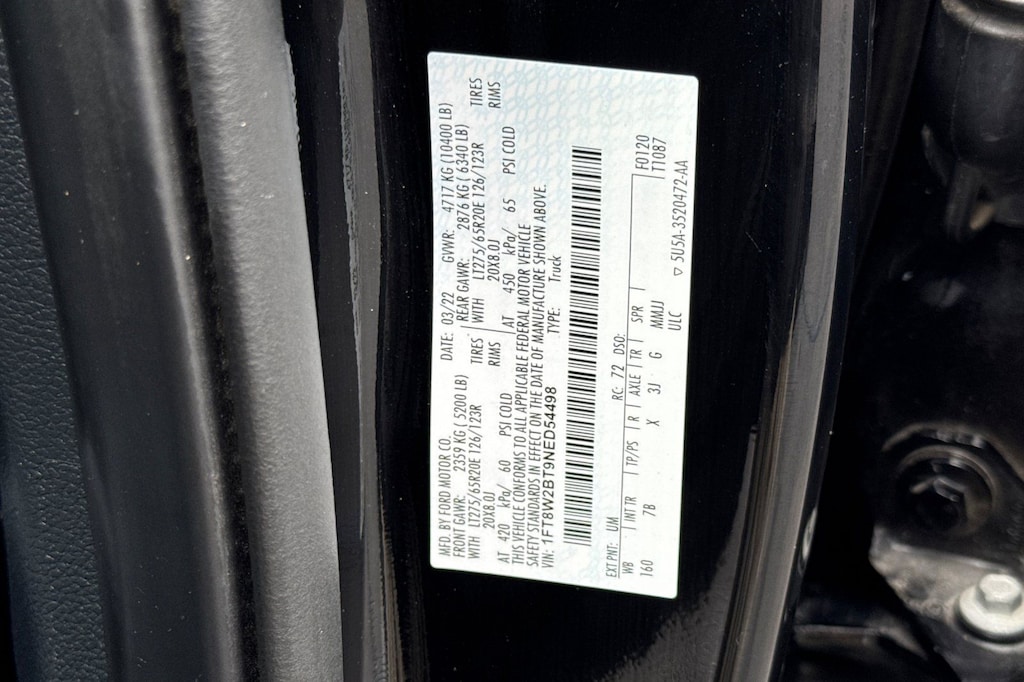 MFD. BY FORD MOTOR CO. DATE: 03/22 GVWR: 4717 KG (10400 LB)
FRONT GAWR: 2359 KG ( 5200 LB) REAR GAWR: 2876 KG ( 6340 LB)
WITH LT275/65R20E 126/123R TIRES WITH LT275/65R20E 126/123R TIRES
20X8.0J RIMS 20X8.0J RIMS
AT 420 kPa/ 60 PSI COLD AT 450 kPa/ 65 PSI COLD
THIS VEHICLE CONFORMS TO ALL APPLICABLE FEDERAL MOTOR VEHICLE
SAFETY STANDARDS IN EFFECT ON THE DATE OF MANUFACTURE SHOWN ABOVE.
VIN: 1FT8W2BT9NED54498 TYPE: Truck
EXT PNT: UM RC: 72 DSO: F0120
WB INT TR TP/PS R AXLE TR SPR T10B7
160 7B X 3J G MMJJ
ULC 5U5A-3520472-AA